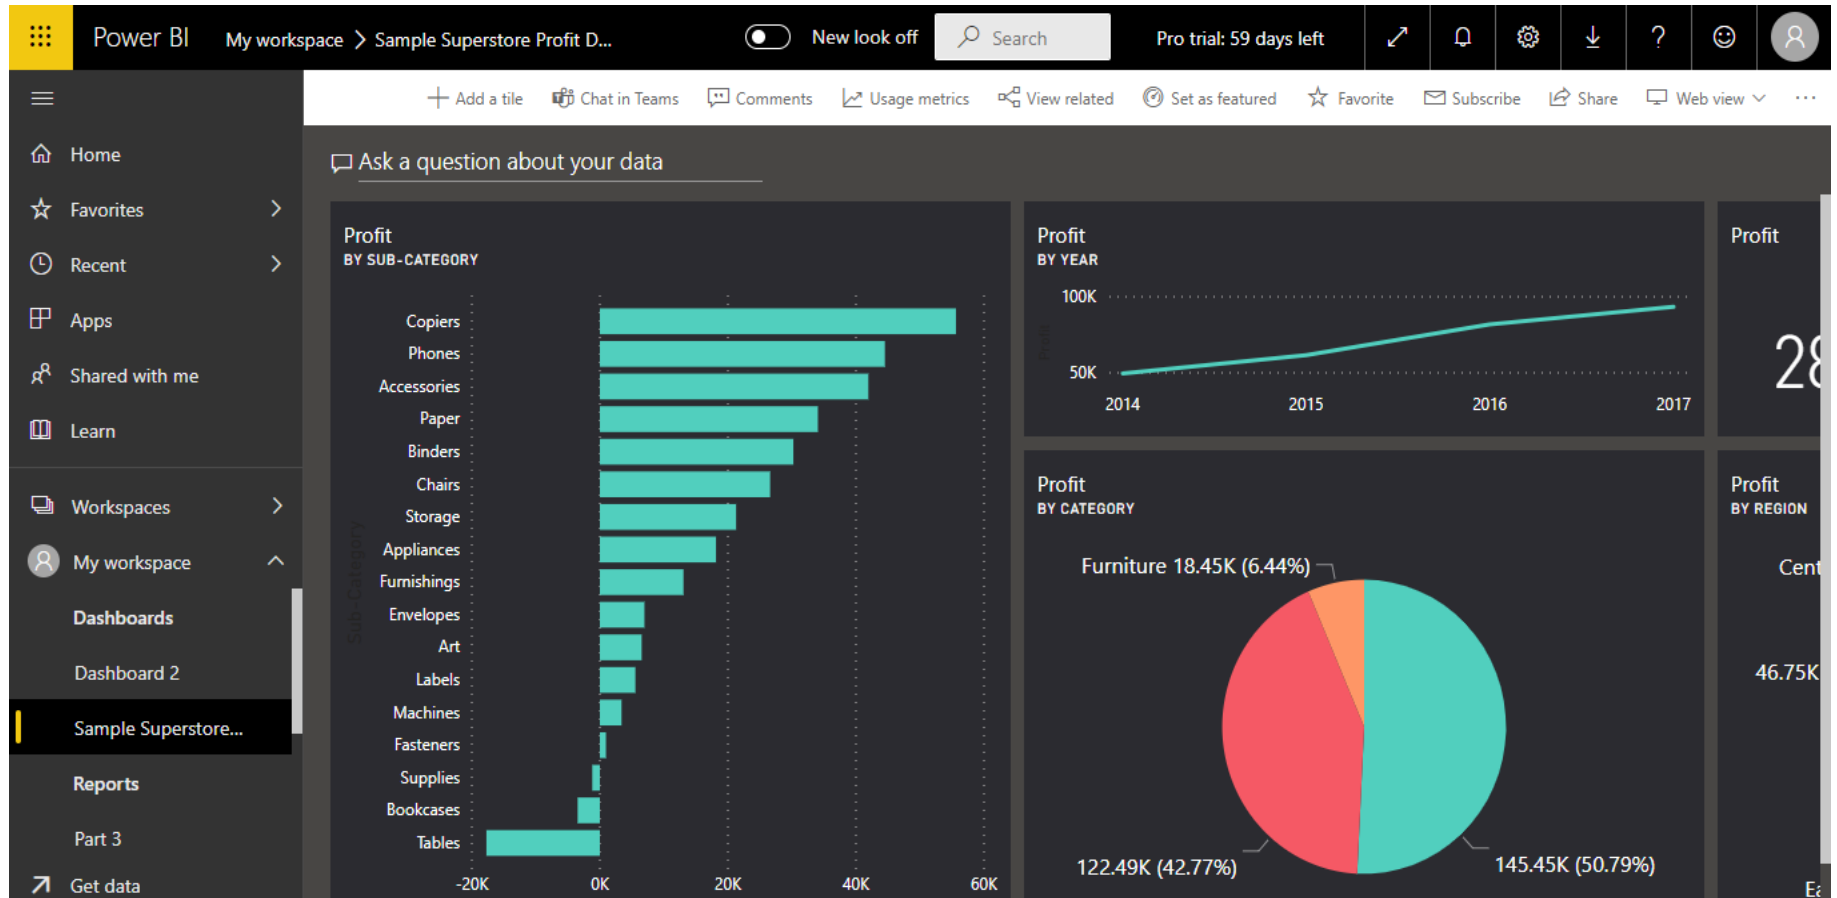 Power BI My workspace > Sample Superstore Profit D... New look off Search Pro trial: 59 days left
Add a tile Chat in Teams Comments Usage metrics View related Set as featured Favorite Subscribe Share Web view ...
Home
Favorites
Recent
Apps
Shared with me
Learn
Workspaces
My workspace
Dashboards
Dashboard 2
Sample Superstore...
Reports
Part 3
Get data
Ask a question about your data
Profit
BY SUB-CATEGORY
Sub-Category
Copiers
Phones
Accessories
Paper
Binders
Chairs
Storage
Appliances
Furnishings
Envelopes
Art
Labels
Machines
Fasteners
Supplies
Bookcases
Tables
-20K 0K 20K 40K 60K
Profit
BY YEAR
Profit
100K
50K
2014 2015 2016 2017
Profit
28
Profit
BY CATEGORY
Furniture 18.45K (6.44%)
122.49K (42.77%)
145.45K (50.79%)
Profit
BY REGION
Cent
46.75K
Ea